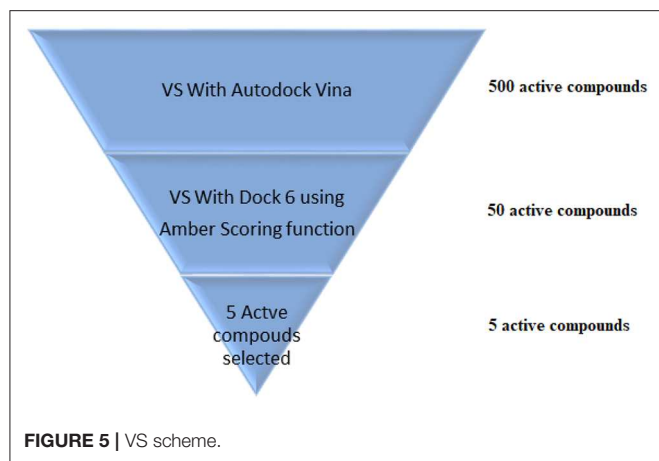 VS With Autodock Vina
500 active compounds
VS With Dock 6 using
Amber Scoring function
50 active compounds
5 Actve
compouds
selected
5 active compounds
FIGURE 5 | VS scheme.